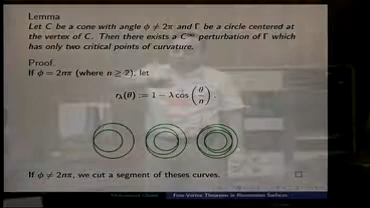 Lemma
Let C be a cone with angle ϕ ≠ 2π and Γ be a circle centered at
the vertex of C. Then there exists a C∞ perturbation of Γ which
has only two critical points of curvature.
Proof.
If ϕ = 2nπ (where n ≥ 2), let
r_λ(θ) := 1 − λ cos (θ/n).
If ϕ ≠ 2nπ, we cut a segment of theses curves.
Mohammad Ghomi Four Vertex Theorems in Riemannian Surfaces